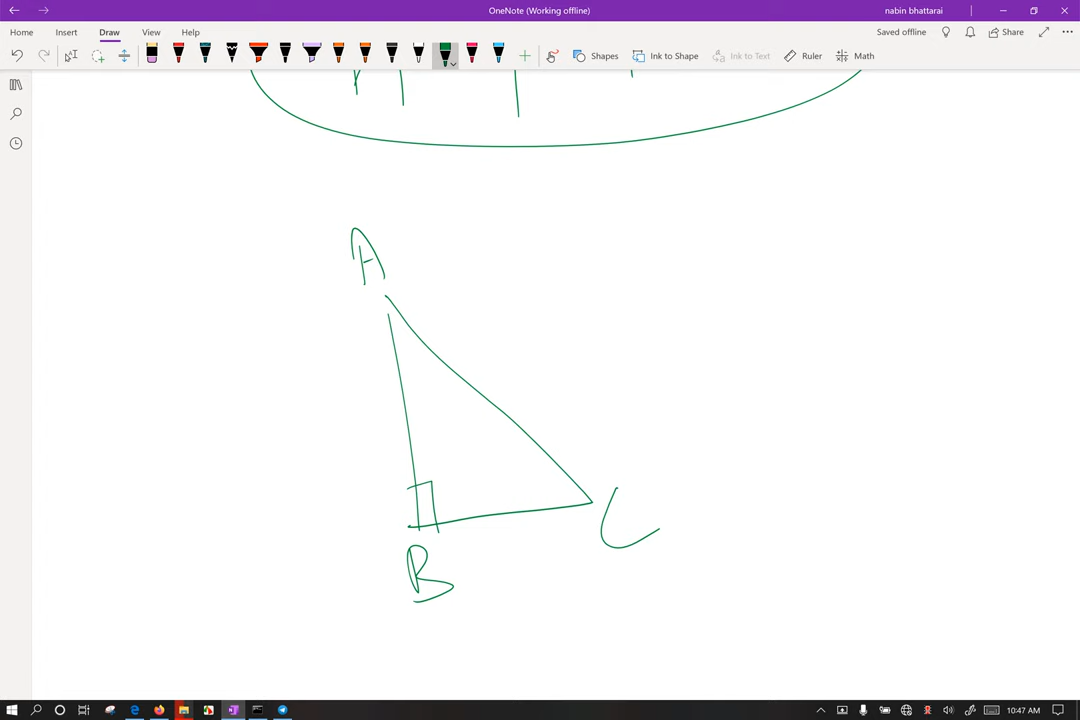 OneNote (Working offline)
nabin bhattarai
Home Insert Draw View Help
Saved offline
Share
Shapes
Ink to Shape
Ink to Text
Ruler
Math
A
C
B
10:47 AM